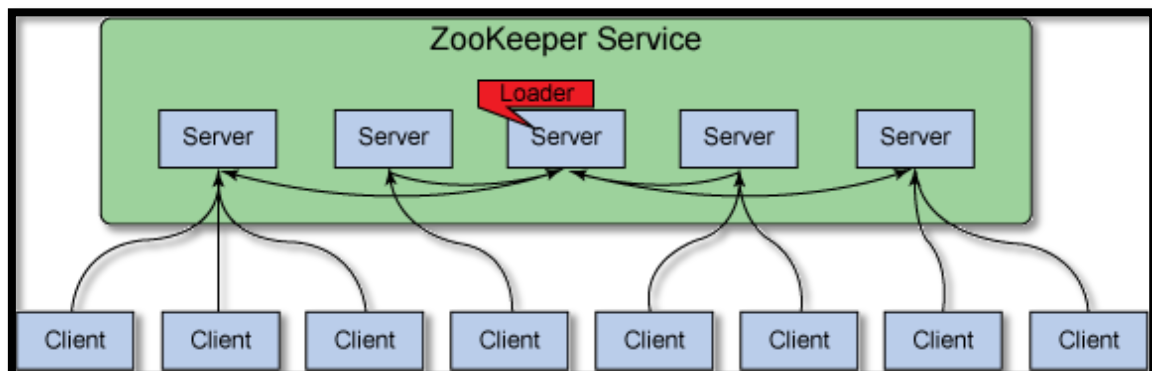 ZooKeeper Service
Loader
Server Server Server Server Server
Client Client Client Client Client Client Client Client